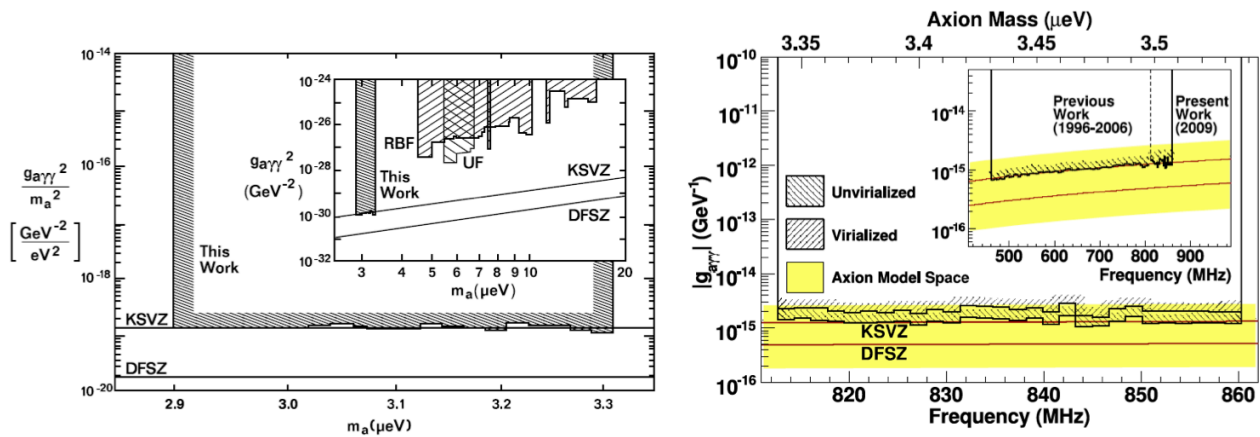 10⁻¹⁴
10⁻¹⁶
10⁻¹⁸
10⁻²⁰
g_aγγ²
m_a²
[GeV⁻²
eV²]
KSVZ
DFSZ
This
Work
2.9
3.0
3.1
3.2
3.3
m_a(μeV)
10⁻²⁴
10⁻²⁶
10⁻²⁸
10⁻³⁰
10⁻³²
g_aγγ²
(GeV⁻²)
RBF
UF
This
Work
KSVZ
DFSZ
3
4
5
6
7
8
9
10
20
m_a(μeV)
Axion Mass (μeV)
3.35
3.4
3.45
3.5
10⁻¹⁰
10⁻¹¹
10⁻¹²
10⁻¹³
10⁻¹⁴
10⁻¹⁵
10⁻¹⁶
|g_aγγ| (GeV⁻¹)
Unvirialized
Virialized
Axion Model Space
KSVZ
DFSZ
820
830
840
850
860
Frequency (MHz)
10⁻¹⁴
10⁻¹⁵
10⁻¹⁶
Previous
Work
(1996-2006)
Present
Work
(2009)
500
600
700
800
900
Frequency (MHz)